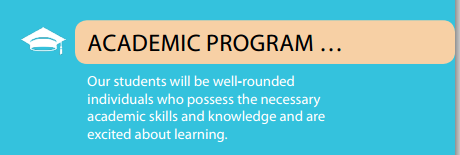 ACADEMIC PROGRAM ...
Our students will be well-rounded
individuals who possess the necessary
academic skills and knowledge and are
excited about learning.